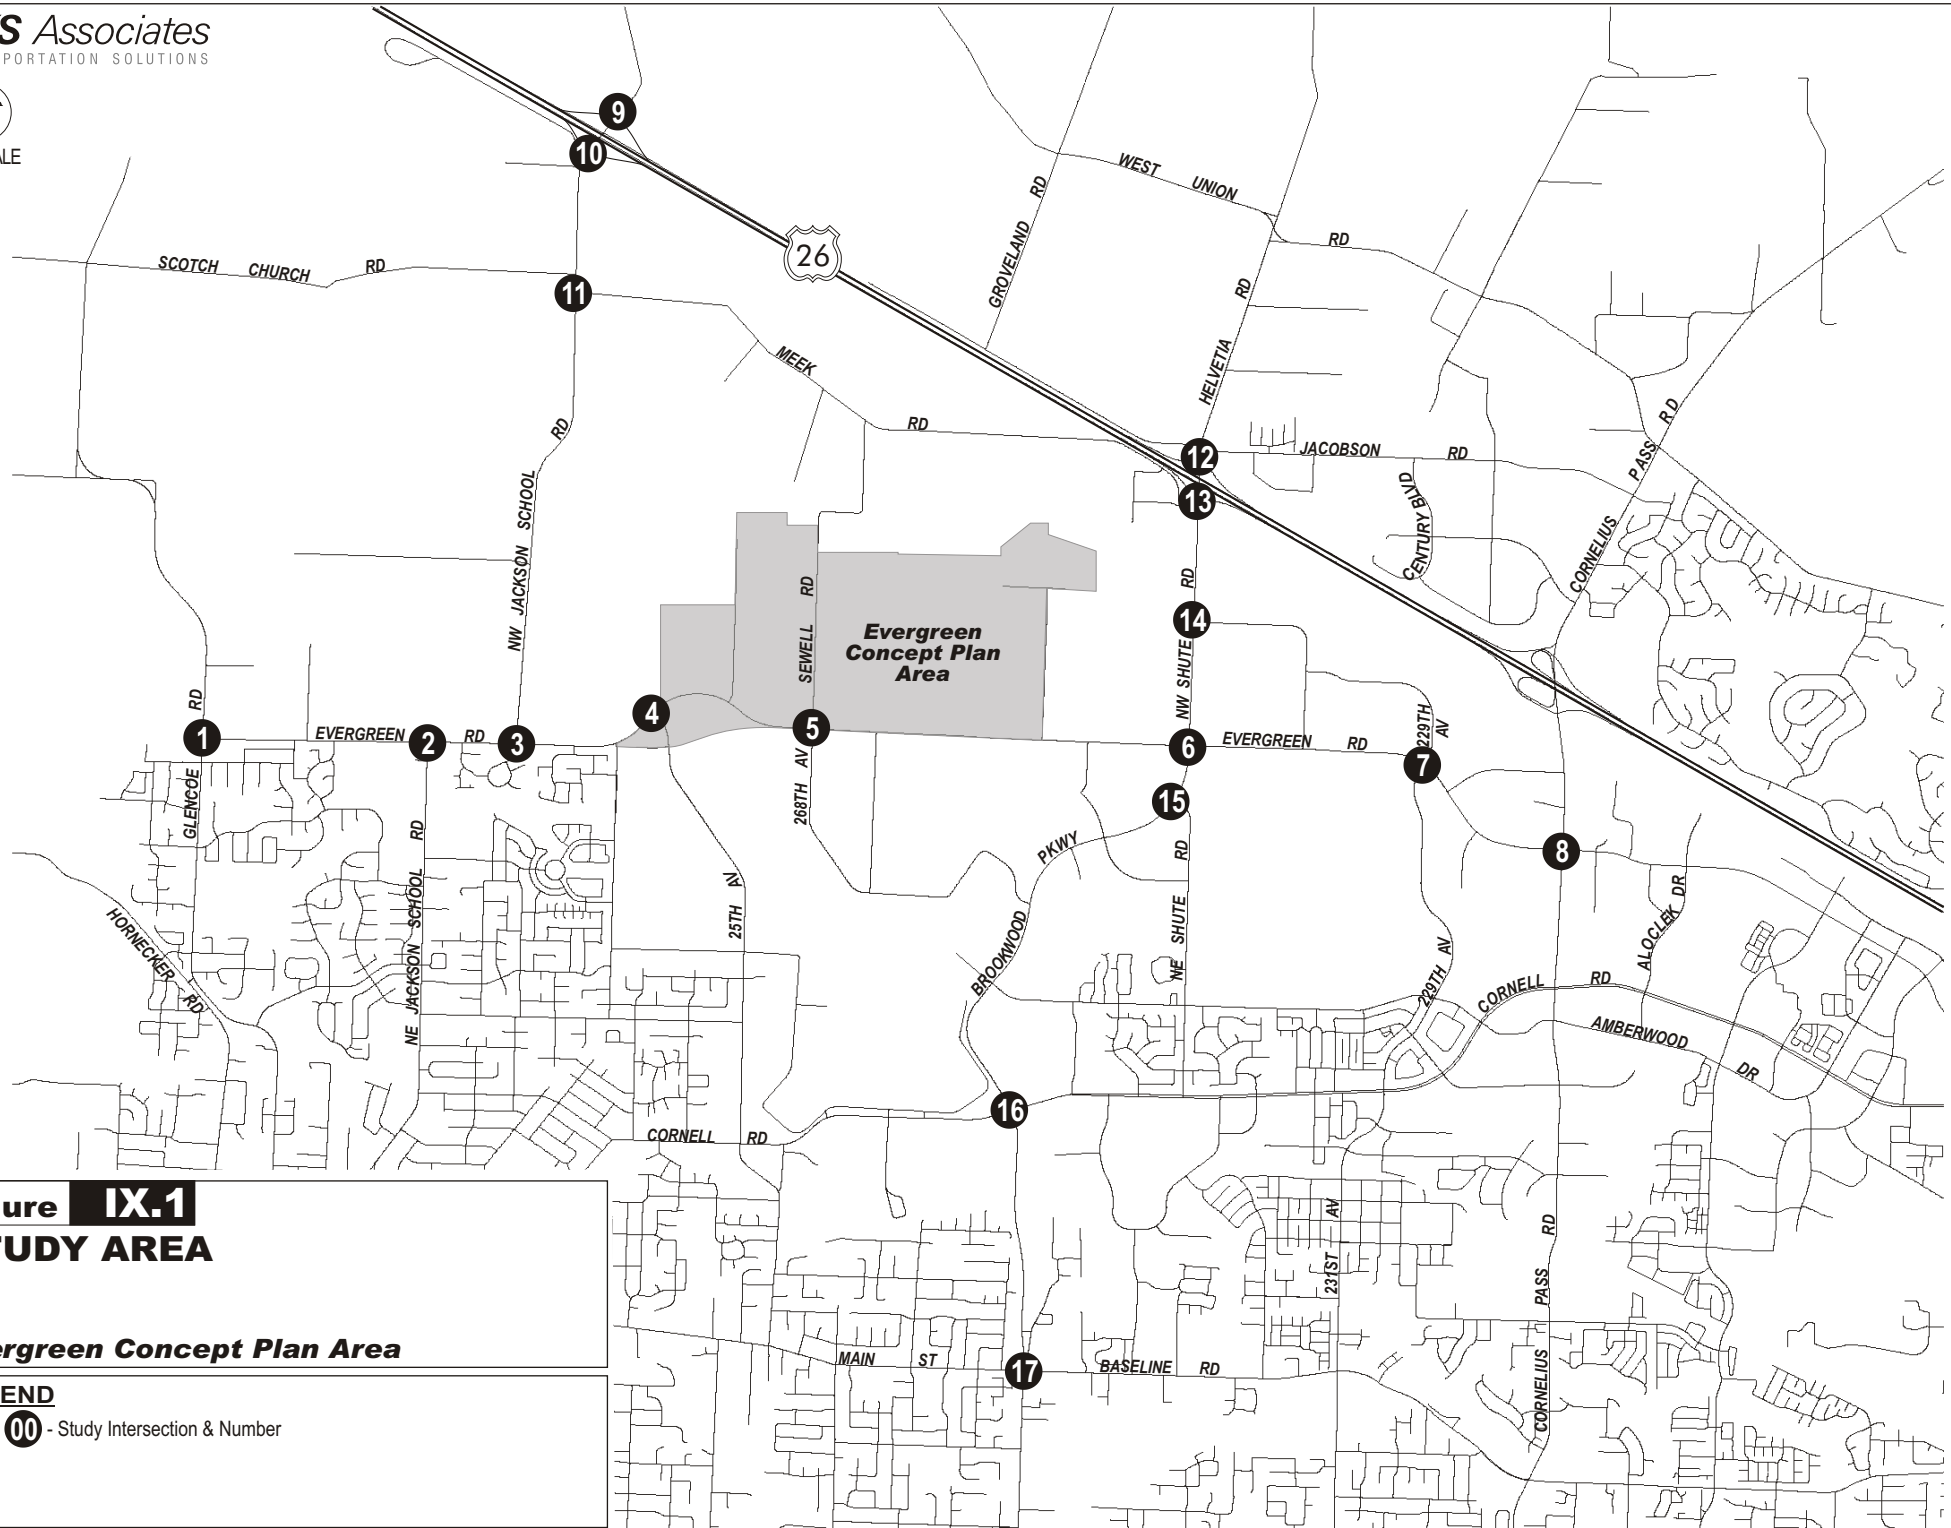 S Associates
PORTATION SOLUTIONS
ALE
9
10
26
WEST UNION RD
GROVELAND RD
SCOTCH CHURCH RD
11
HELVETIA RD
MEEK RD
RD
12
JACOBSON RD
13
CENTURY BLVD
CORNELIUS PASS RD
NW JACKSON SCHOOL
SEWELL RD
Evergreen
Concept Plan
Area
NW SHUTE RD
14
RD
1
EVERGREEN RD
2
3
4
5
6
EVERGREEN RD
229TH AV
7
GLENCOE
268TH AV
15
8
NE JACKSON SCHOOL RD
25TH AV
BROOKWOOD PKWY
NE SHUTE RD
229TH AV
ALOCLEK DR
HORNECKER RD
CORNELL RD
AMBERWOOD DR
16
CORNELL RD
231ST AV
CORNELIUS PASS RD
MAIN ST
17
BASELINE RD
ure IX.1
TUDY AREA
ergreen Concept Plan Area
END
00 - Study Intersection & Number